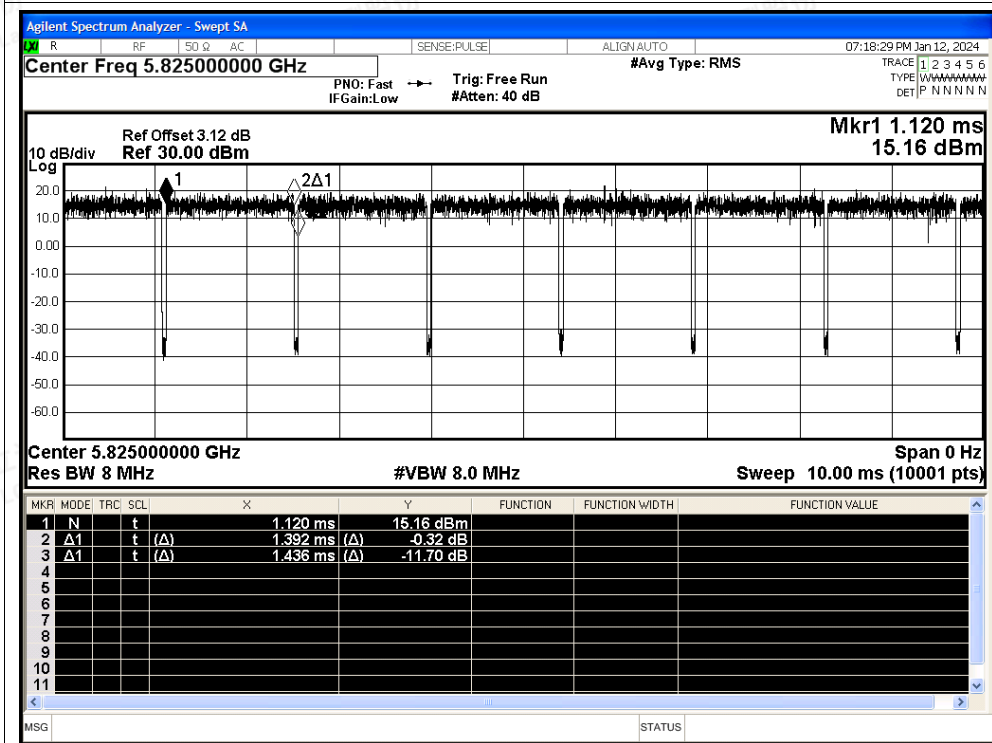 Agilent Spectrum Analyzer - Swept SA
LXI R RF 50 Ω AC SENSE:PULSE ALIGN AUTO 07:18:29 PM Jan 12, 2024
Center Freq 5.825000000 GHz
PNO: Fast
IFGain:Low
Trig: Free Run
#Atten: 40 dB
#Avg Type: RMS
TRACE 1 2 3 4 5 6
TYPE W
DET P N N N N N
Ref Offset 3.12 dB
10 dB/div Ref 30.00 dBm
Log
Mkr1 1.120 ms
15.16 dBm
1
2Δ1
20.0
10.0
0.00
-10.0
-20.0
-30.0
-40.0
-50.0
-60.0
Center 5.825000000 GHz Span 0 Hz
Res BW 8 MHz #VBW 8.0 MHz Sweep 10.00 ms (10001 pts)
MKR MODE TRC SCL X Y FUNCTION FUNCTION WIDTH FUNCTION VALUE
1 N t 1.120 ms 15.16 dBm
2 Δ1 t (Δ) 1.392 ms (Δ) -0.32 dB
3 Δ1 t (Δ) 1.436 ms (Δ) -11.70 dB
4
5
6
7
8
9
10
11
MSG STATUS